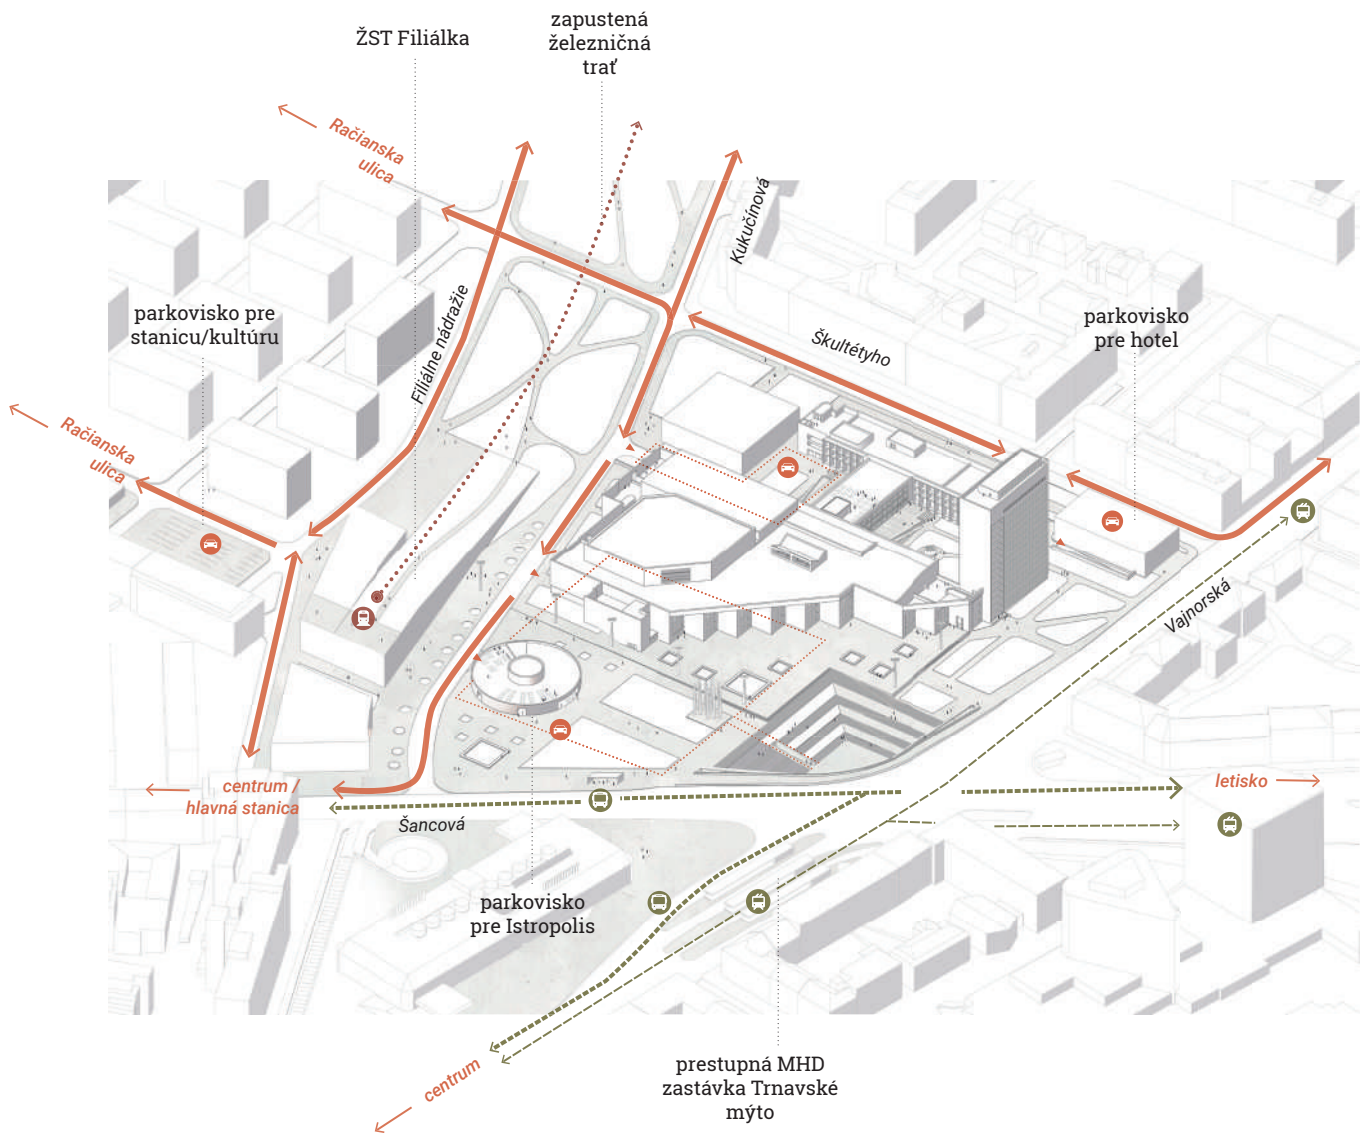 zapustená
železničná
trať
ŽST Filiálka
Račianska
ulica
Kukučínová
parkovisko pre
stanicu/kultúru
Filiálne nádražie
Škultétyho
parkovisko
pre hotel
Račianska
ulica
Vajnorská
centrum /
hlavná stanica
letisko
Šancová
parkovisko
pre Istropolis
prestupná MHD
zastávka Trnavské
mýto
centrum